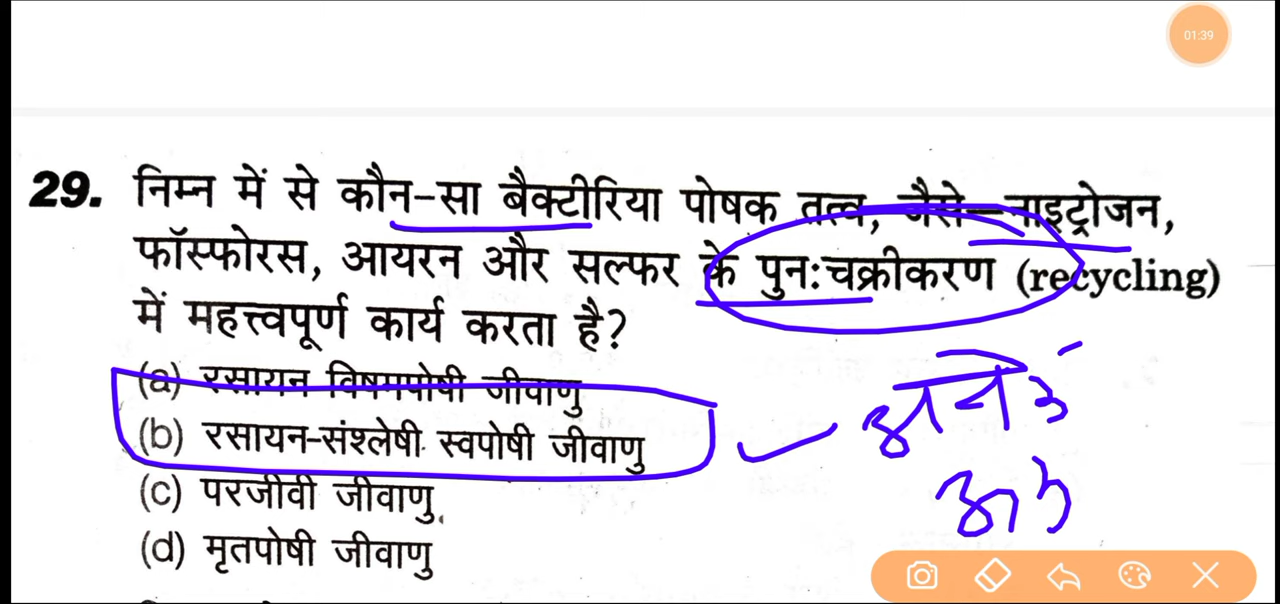 01:39
29. निम्न में से कौन-सा बैक्टीरिया पोषक तत्व, जैसे—नाइट्रोजन,
फॉस्फोरस, आयरन और सल्फर के पुन:चक्रीकरण (recycling)
में महत्त्वपूर्ण कार्य करता है?
(a) रसायन विषमपोषी जीवाणु
(b) रसायन-संश्लेषी स्वपोषी जीवाणु
(c) परजीवी जीवाणु
(d) मृतपोषी जीवाणु